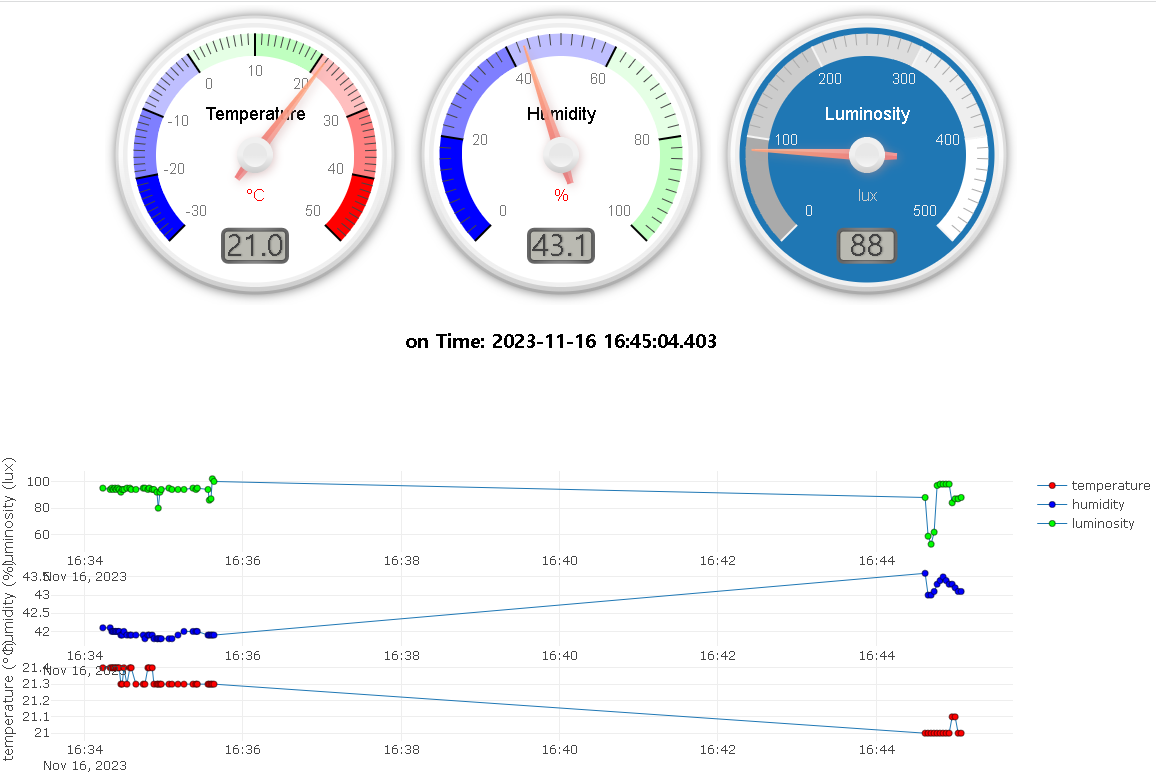 Temperature
-30 -20 -10 0 10 20 30 40 50
°C
21.0
Humidity
0 20 40 60 80 100
%
43.1
Luminosity
0 100 200 300 400 500
lux
88
on Time: 2023-11-16 16:45:04.403
luminosity (lux)
100
80
60
16:34 16:36 16:38 16:40 16:42 16:44
Nov 16, 2023
humidity (%)
43.5
43
42.5
42
16:34 16:36 16:38 16:40 16:42 16:44
Nov 16, 2023
temperature (°C)
21.4
21.3
21.2
21.1
21
16:34 16:36 16:38 16:40 16:42 16:44
Nov 16, 2023
temperature
humidity
luminosity